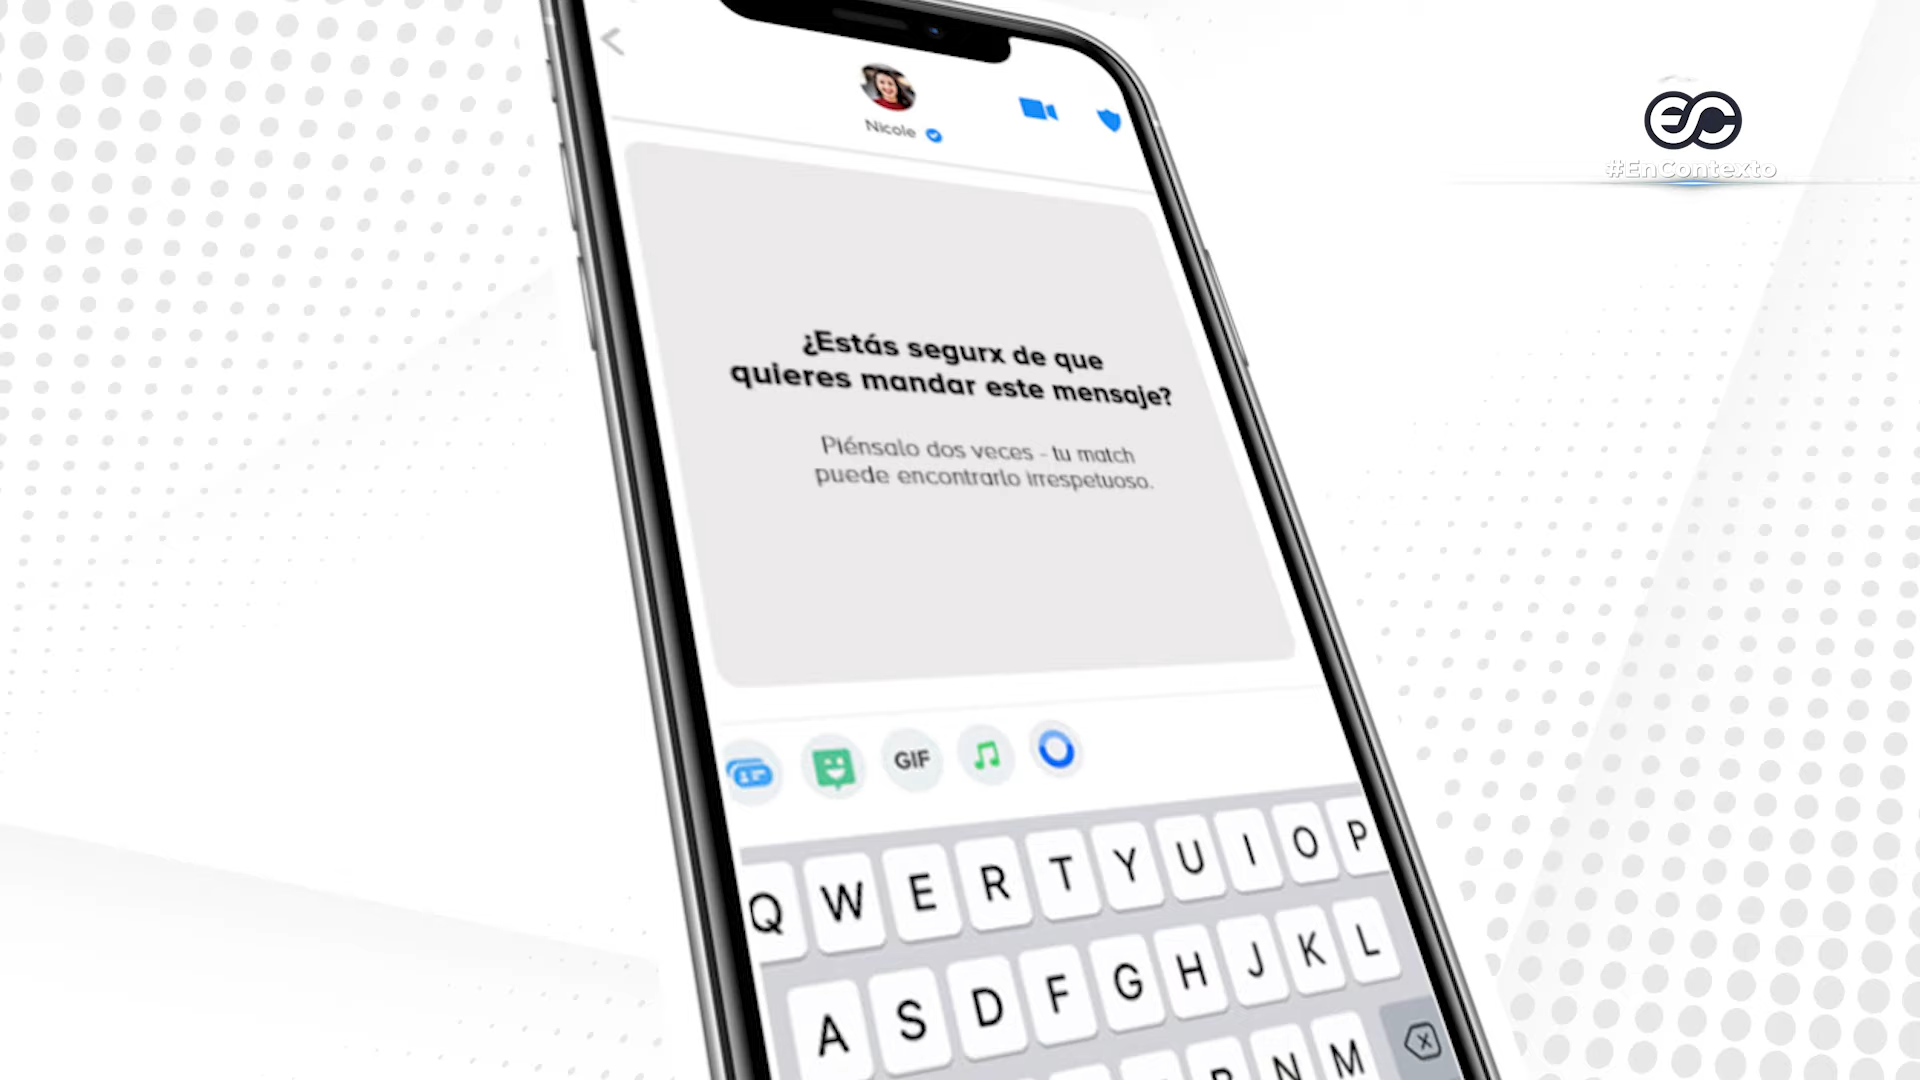 Nicole
EC
#EnContexto
¿Estás segurx de que
quieres mandar este mensaje?
Piénsalo dos veces - tu match
puede encontrarlo irrespetuoso.
GIF
Q W E R T Y U I O P
A S D F G H J K L
B N M